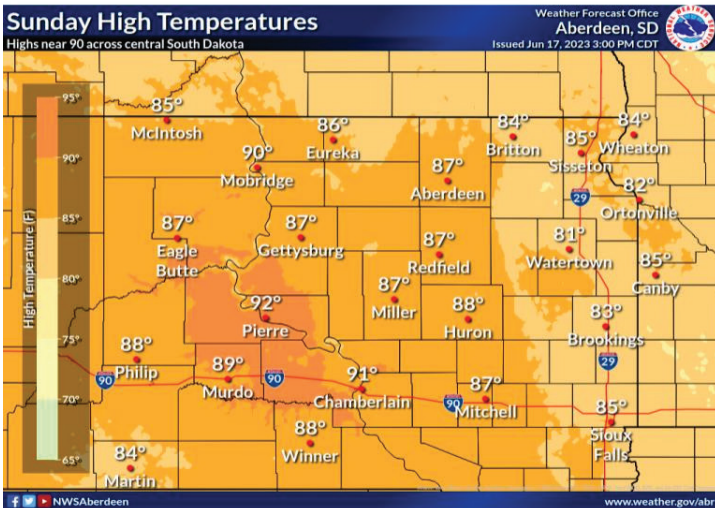 Sunday High Temperatures
Highs near 90 across central South Dakota
Weather Forecast Office
Aberdeen, SD
Issued Jun 17, 2023 3:00 PM CDT
High Temperature (F)
95°
90°
85°
80°
75°
70°
65°
85°
McIntosh
86°
Eureka
84°
Britton
85°
Sisseton
84°
Wheaton
90°
Mobridge
87°
Aberdeen
82°
Ortonville
29
87°
Eagle
Butte
87°
Gettysburg
87°
Redfield
81°
Watertown
85°
Canby
92°
Pierre
87°
Miller
88°
Huron
83°
Brookings
29
88°
Philip
90
89°
Murdo
90
91°
Chamberlain
90
87°
Mitchell
85°
Sioux
Falls
84°
Martin
88°
Winner
NWSAberdeen
www.weather.gov/abr